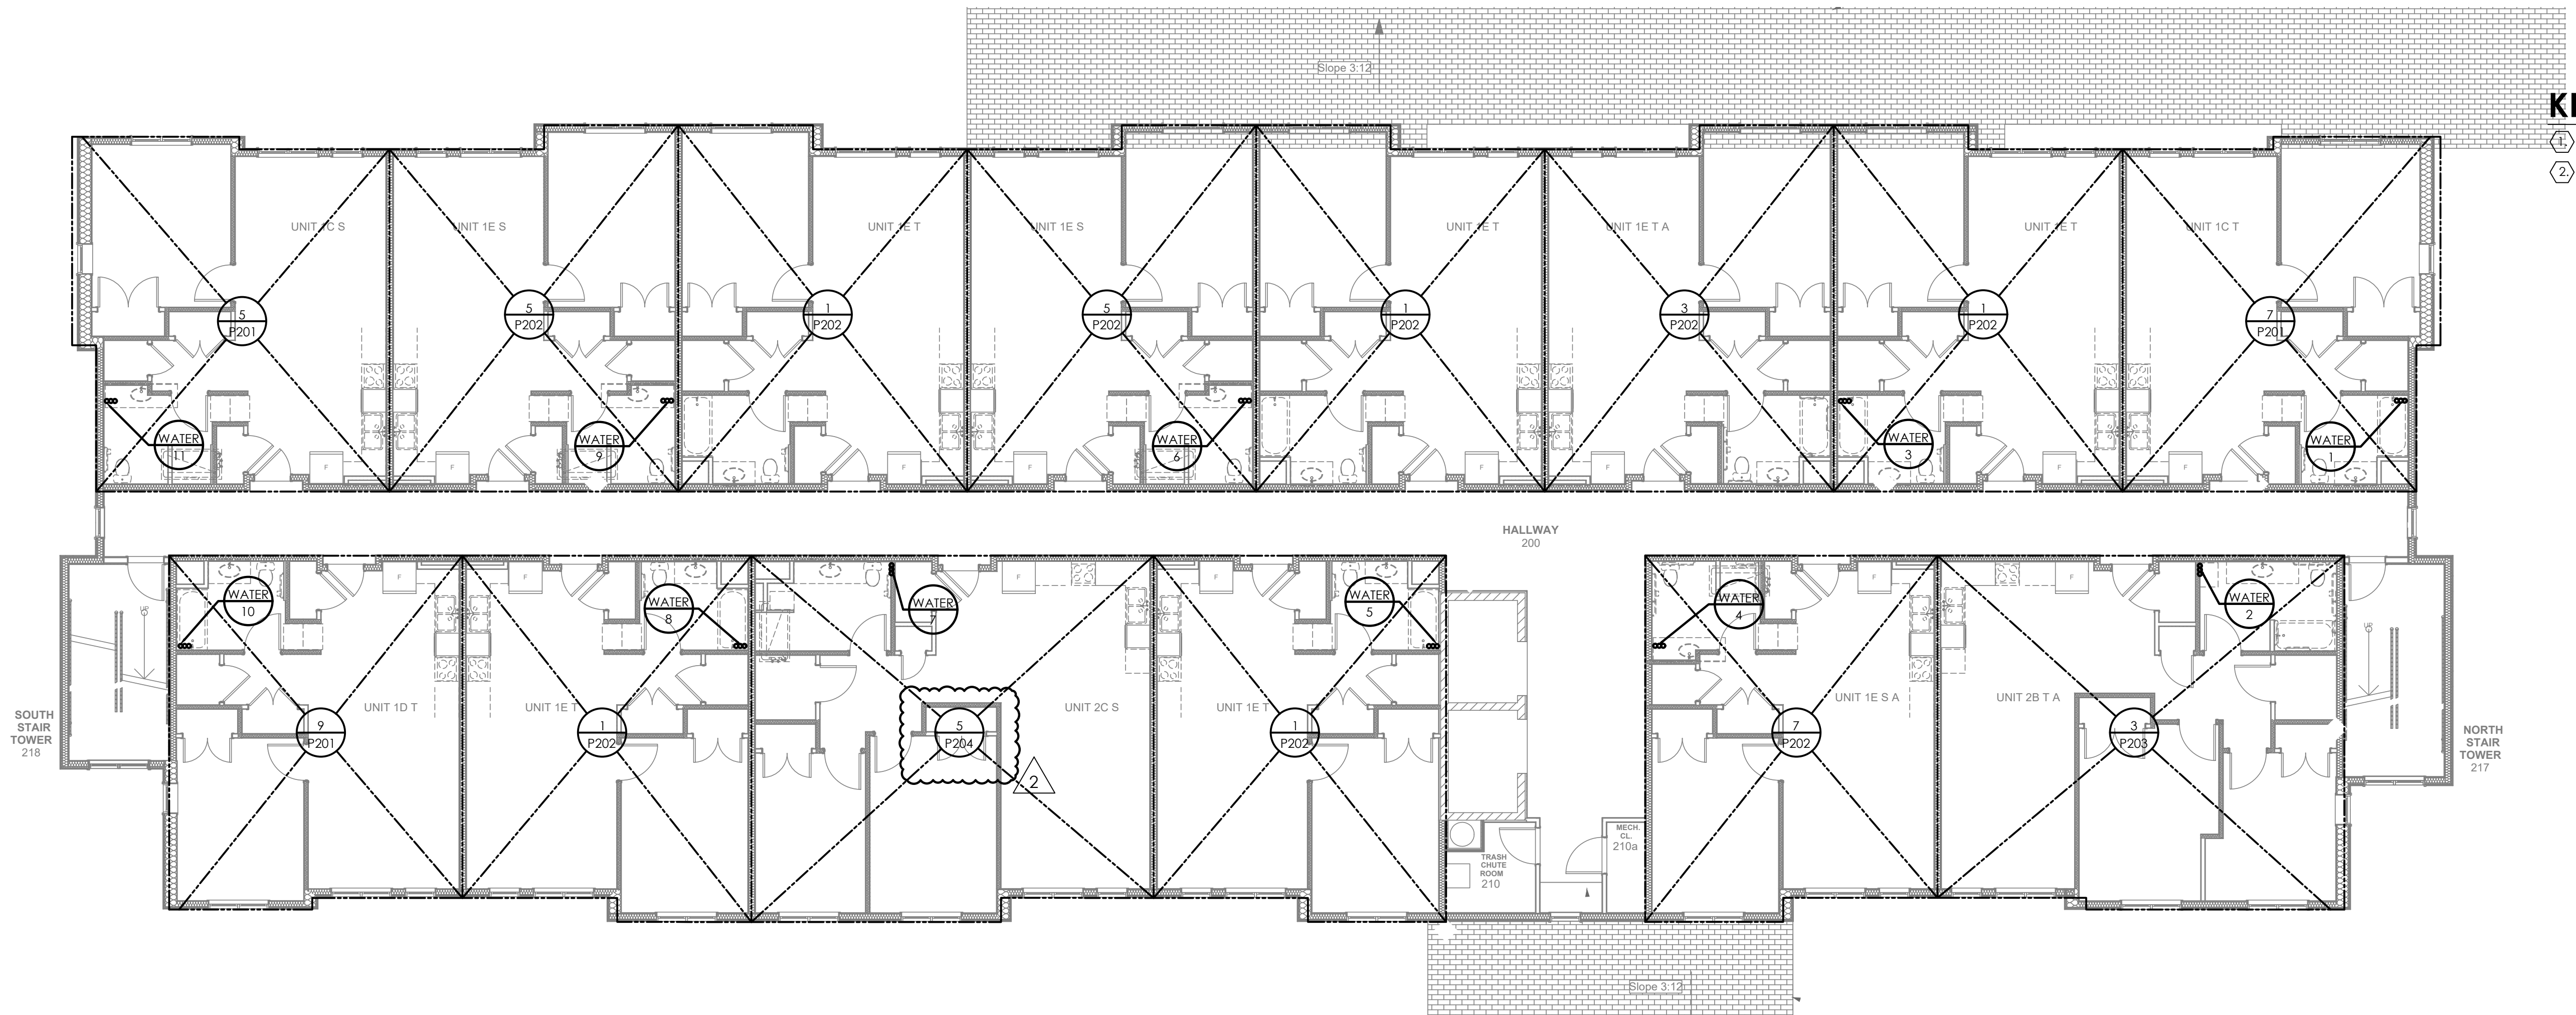 Slope 3:12
1.
2.
UNIT 1C S
UNIT 1E S
UNIT 1E T
UNIT 1E S
UNIT 1E T
UNIT 1E T A
UNIT 1E T
UNIT 1C T
5
P201
5
P202
1
P202
5
P202
1
P202
3
P202
1
P202
7
P201
WATER
11
WATER
9
WATER
6
WATER
3
WATER
1
F
F
F
F
F
F
F
F
HALLWAY
200
F
F
F
F
F
F
WATER
10
WATER
8
WATER
7
WATER
5
WATER
4
WATER
2
UP
UP
SOUTH
STAIR
TOWER
218
UNIT 1D T
UNIT 1E T
UNIT 2C S
UNIT 1E T
UNIT 1E S A
UNIT 2B T A
9
P201
1
P202
5
P204
2
1
P202
7
P202
3
P203
NORTH
STAIR
TOWER
217
MECH.
CL.
210a
TRASH
CHUTE
ROOM
210
Slope 3:12